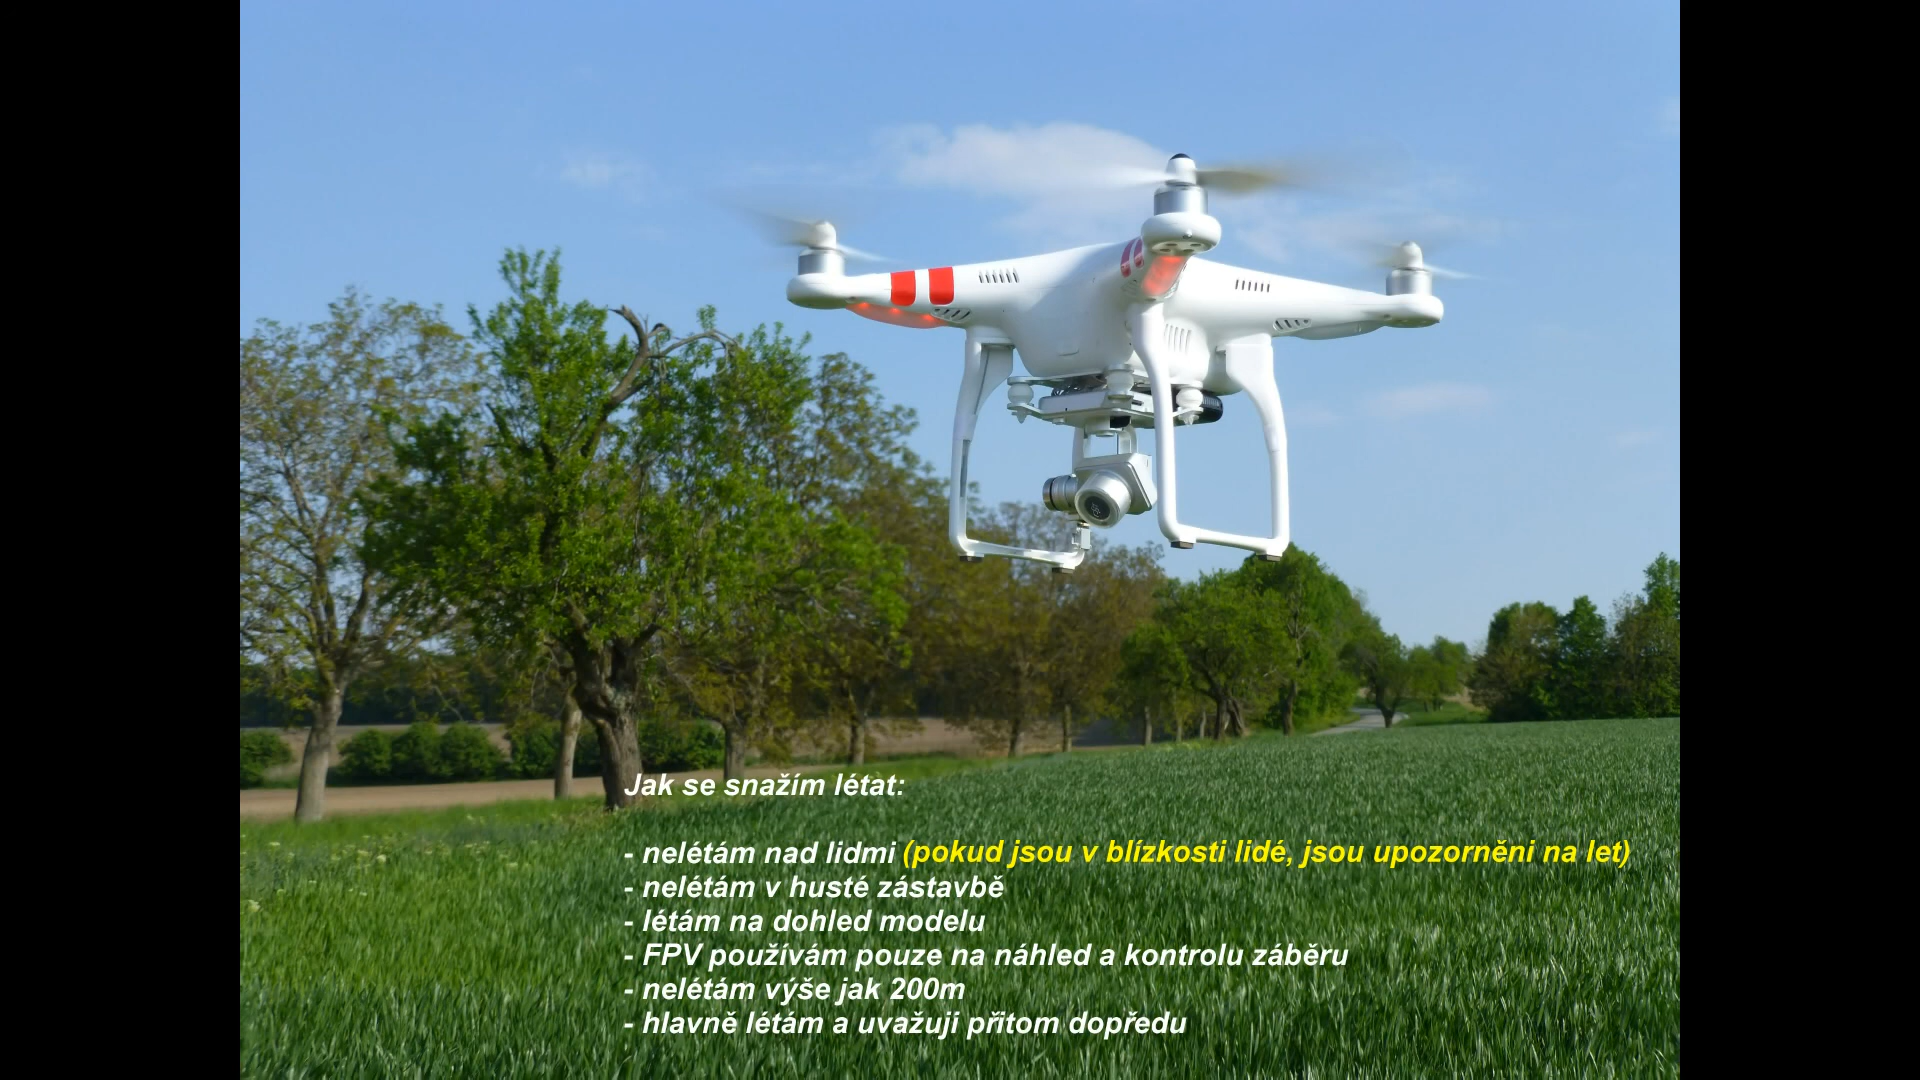 Jak se snažím létat:
- nelétám nad lidmi (pokud jsou v blízkosti lidé, jsou upozorněni na let)
- nelétám v husté zástavbě
- létám na dohled modelu
- FPV používám pouze na náhled a kontrolu záběru
- nelétám výše jak 200m
- hlavně létám a uvažuji přitom dopředu